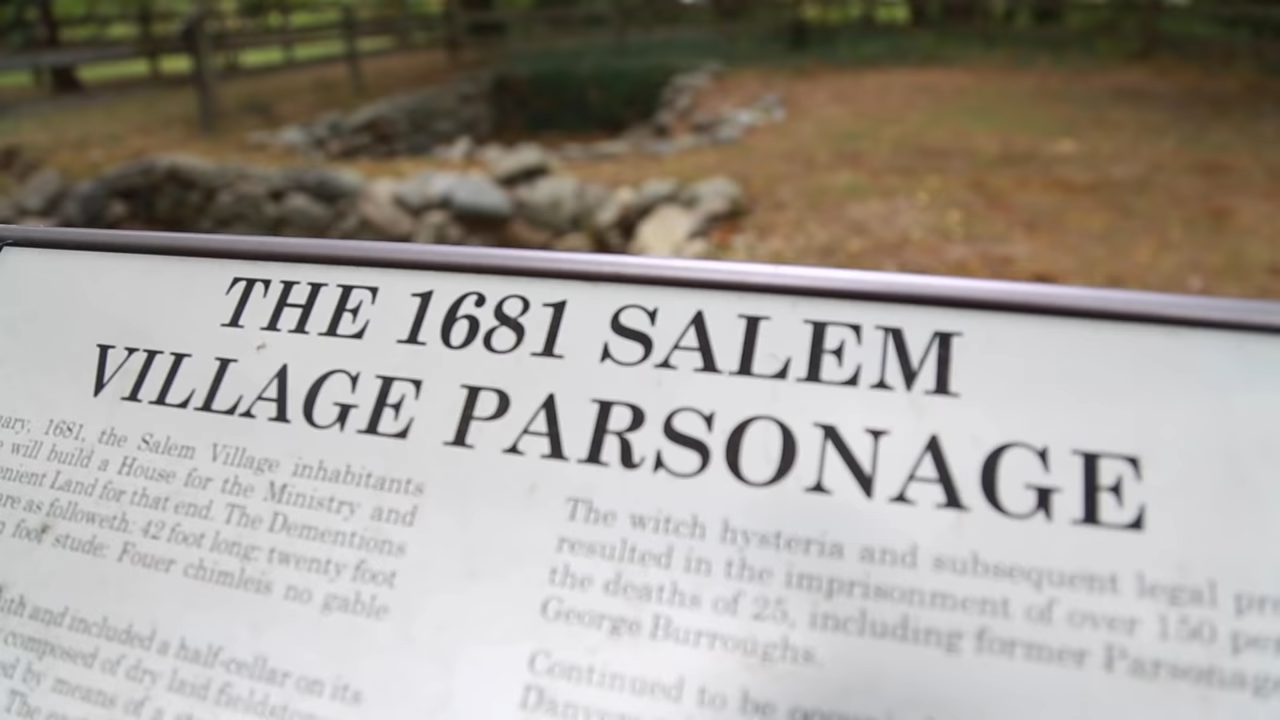 THE 1681 SALEM
VILLAGE PARSONAGE
1681, the Salem Village inhabitants
will build a House for the Ministry and
Land for that end. The Dementions
are as followeth: 42 foot long: twenty foot
foot stude: Fouer chimleis no gable
and included a half-cellar on its
composed of dry laid
by means of a
The
The witch hysteria and subsequent legal
resulted in the imprisonment of over 150
the deaths of 25, including former
George Burroughs.
Continued to be